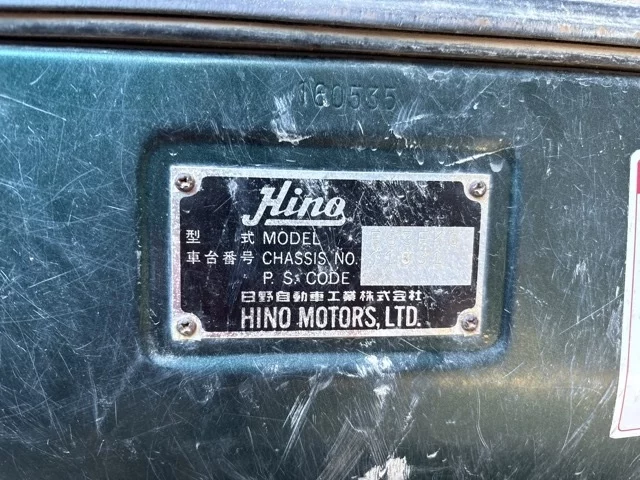 160535
Hino
型式 MODEL
車台番号 CHASSIS NO.
P. S. CODE
日野自動車工業株式会社
HINO MOTORS, LTD.